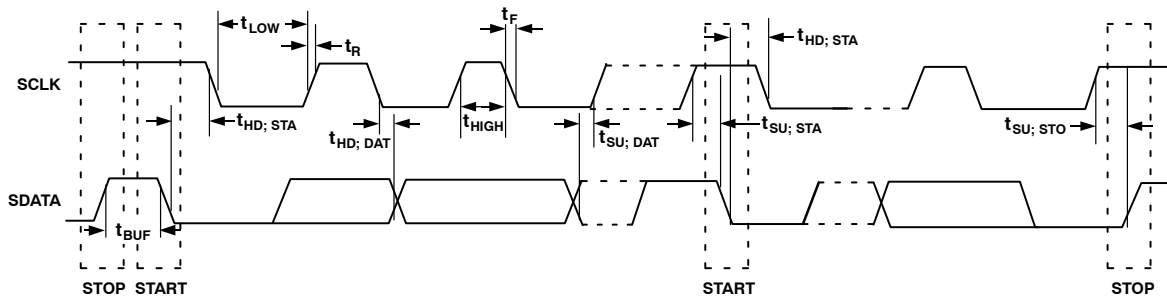 tLOW
tR
tF
tHD; STA
SCLK
tHD; STA
tHD; DAT
tHIGH
tSU; DAT
tSU; STA
tSU; STO
SDATA
tBUF
STOP START START STOP